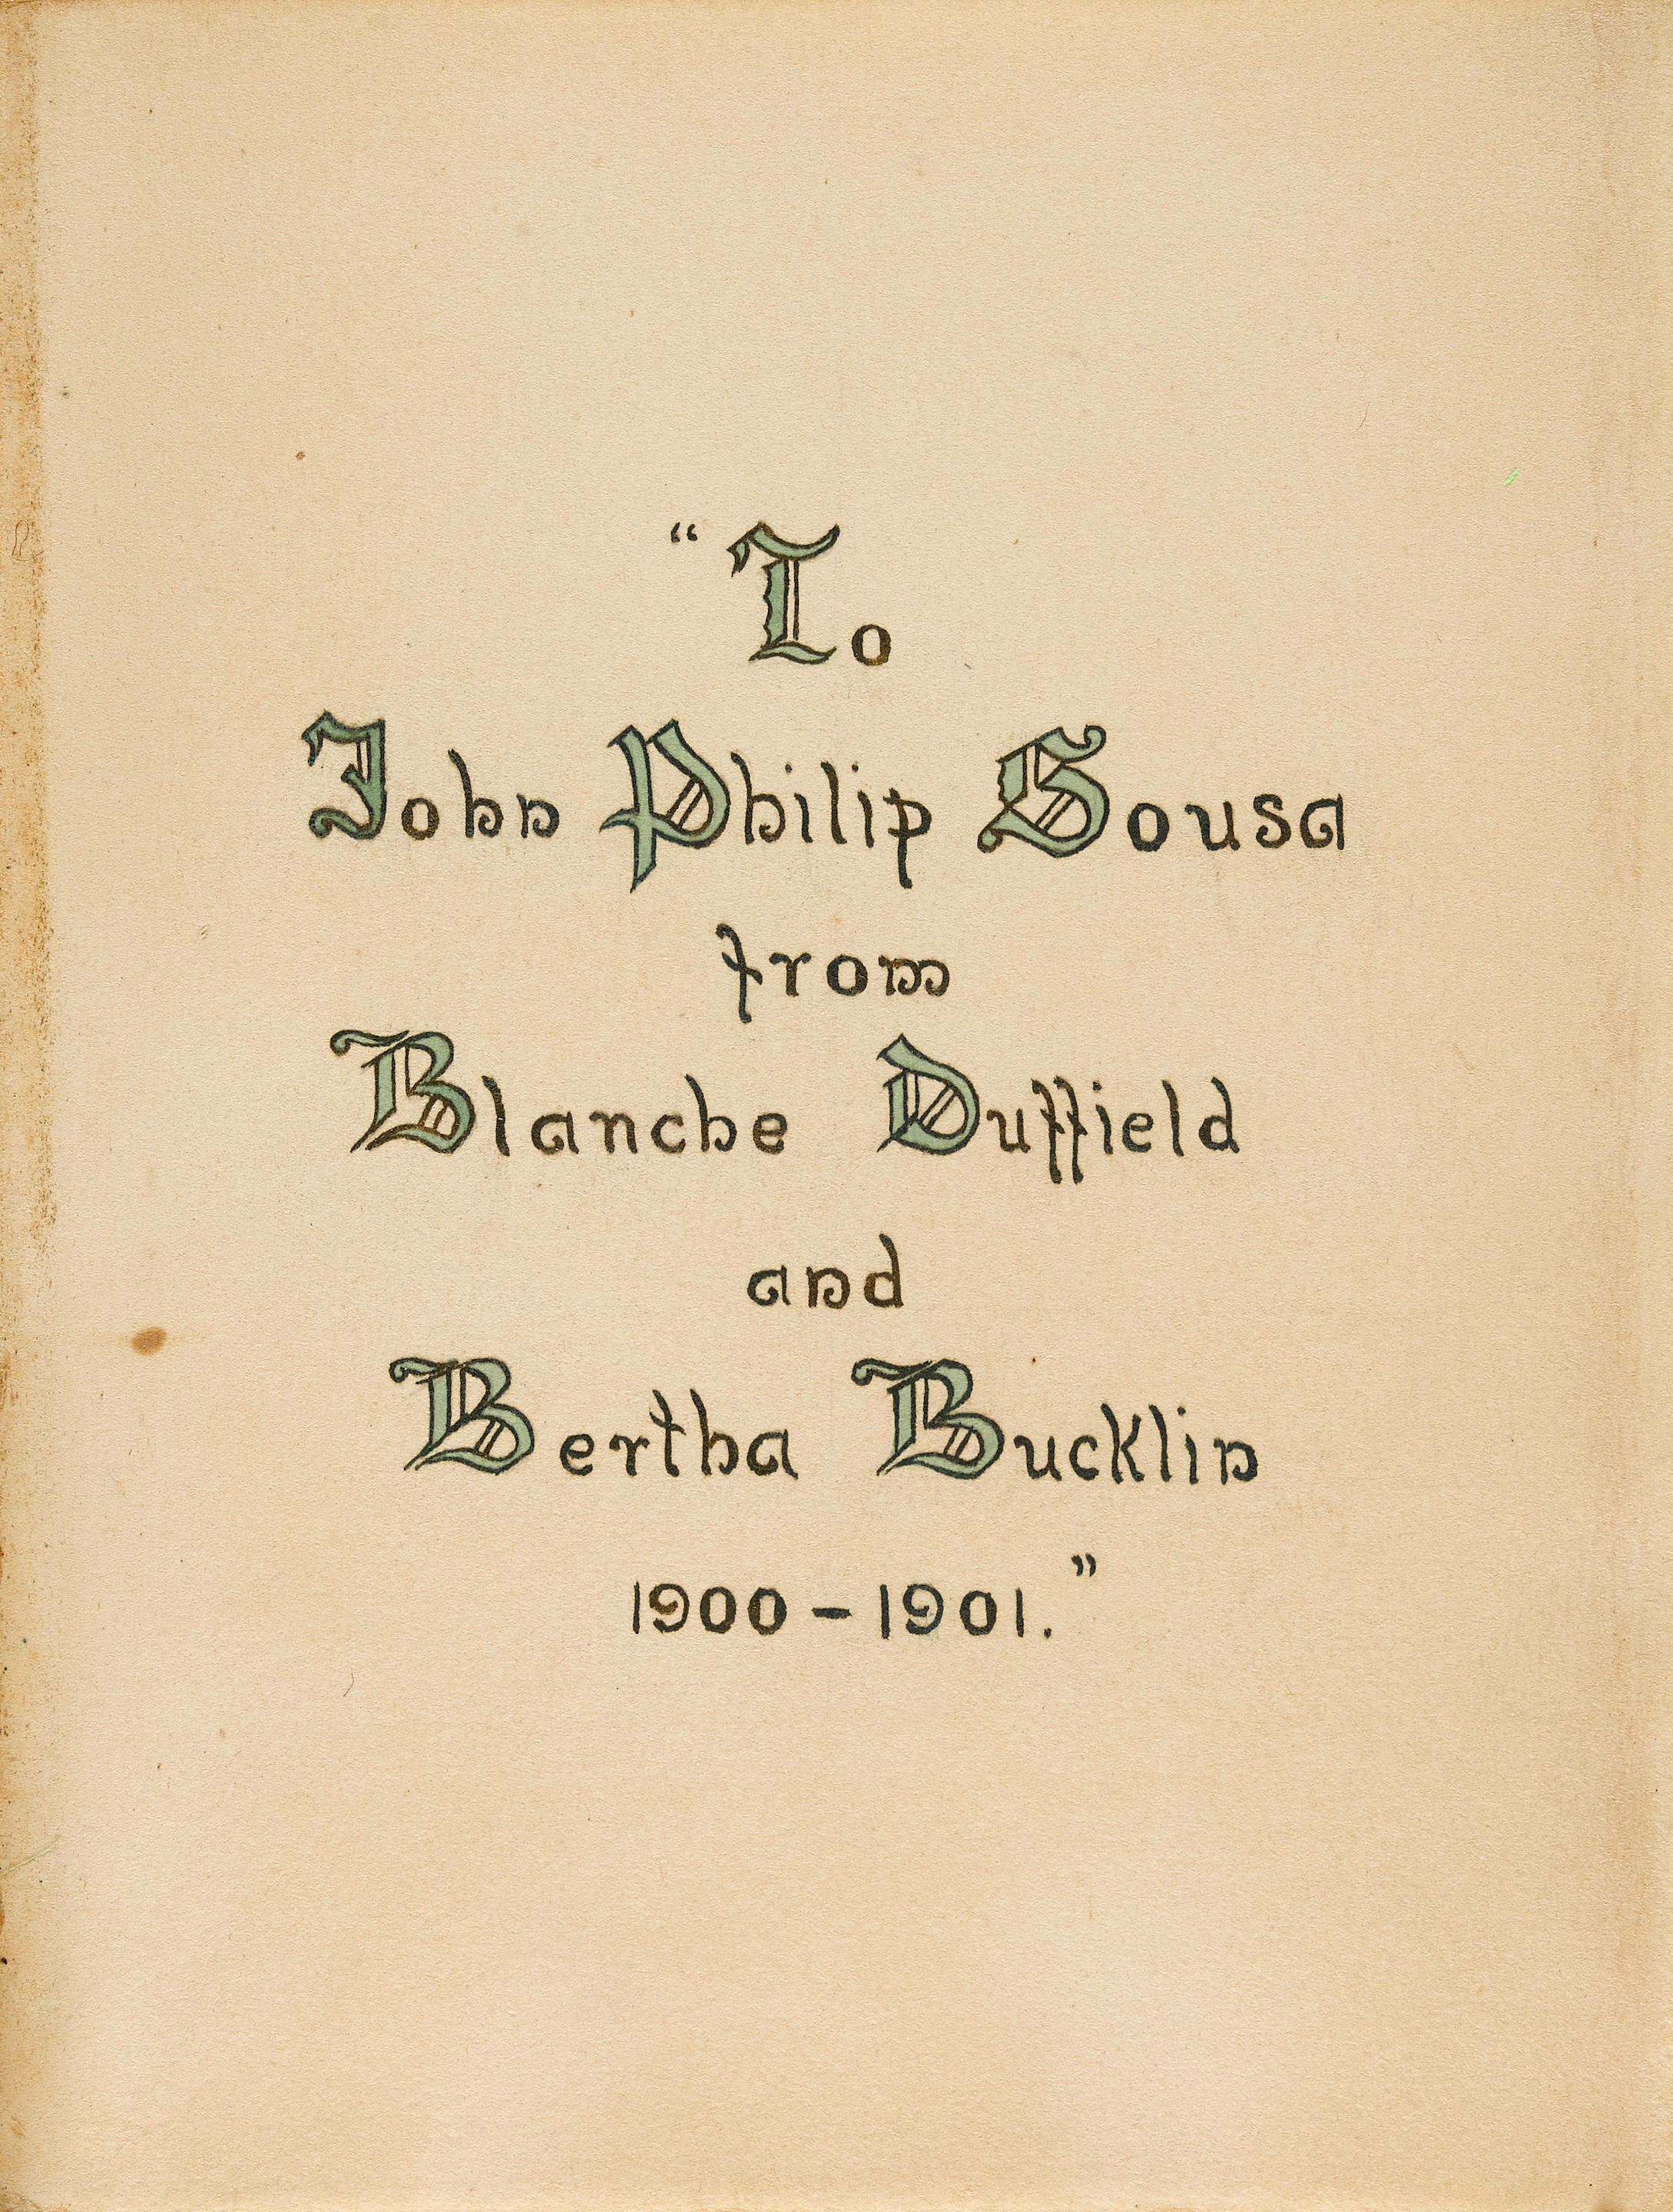 “To
John Philip Sousa
from
Blanche Duffield
and
Bertha Bucklin
1900 – 1901.”